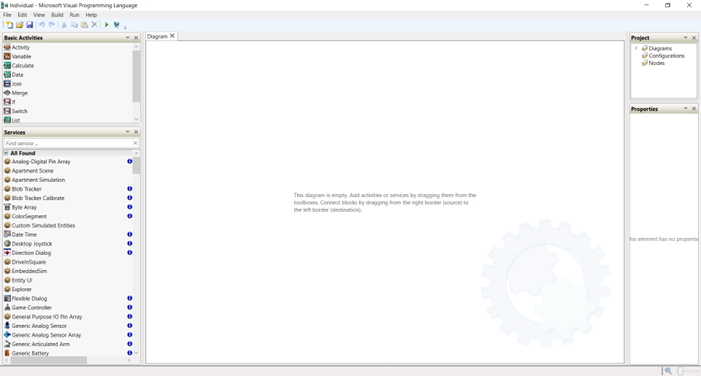 Individual - Microsoft Visual Programming Language
File Edit View Build Run Help
Basic Activities
Activity
Variable
Calculate
Data
Join
Merge
If
Switch
List
Services
Find service ...
All Found
Analog-Digital Pin Array
Apartment Scene
Apartment Simulation
Blob Tracker
Blob Tracker Calibrate
Byte Array
ColorSegment
Custom Simulated Entities
Date Time
Desktop Joystick
Direction Dialog
DriveInSquare
EmbeddedSim
Entity UI
Explorer
Flexible Dialog
Game Controller
General Purpose IO Pin Array
Generic Analog Sensor
Generic Analog Sensor Array
Generic Articulated Arm
Generic Battery
Diagram
This diagram is empty. Add activities or services by dragging them from the
toolboxes. Connect blocks by dragging from the right border (source) to
the left border (destination).
Project
Diagrams
Configurations
Nodes
Properties
his element has no propertie